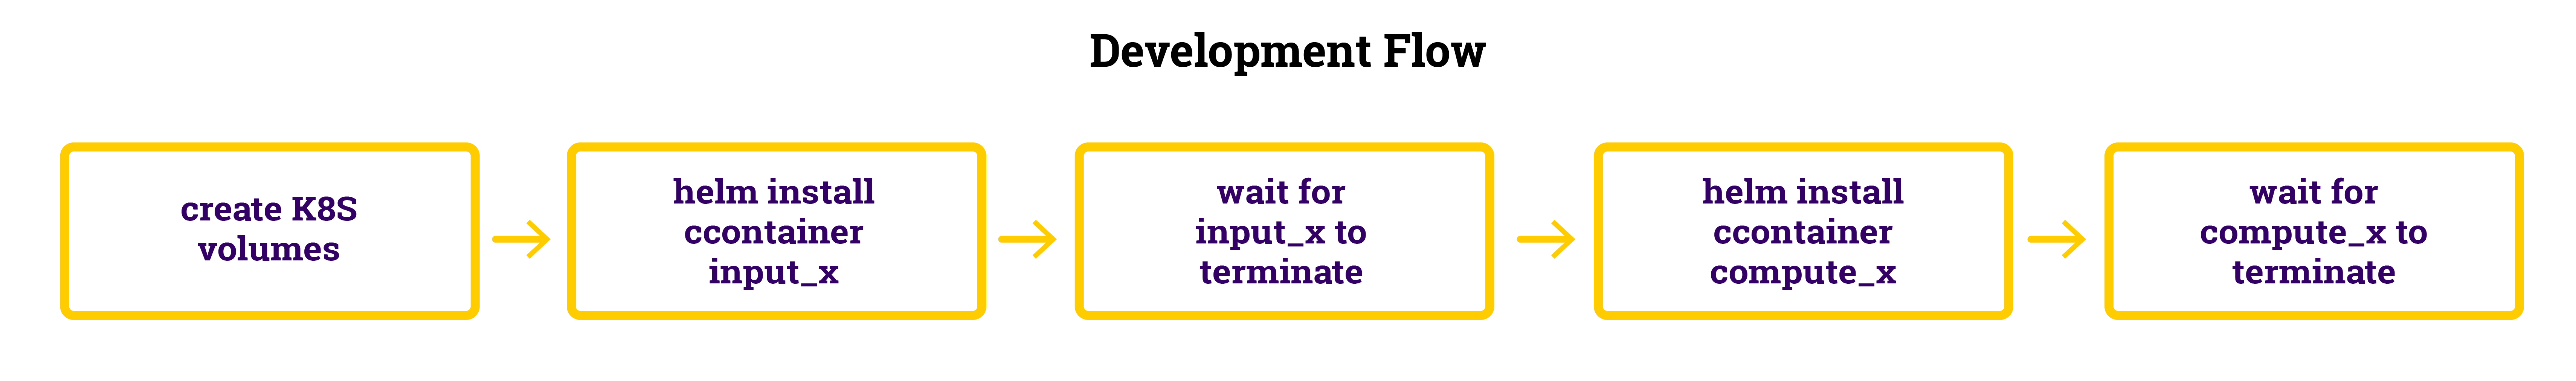 Development Flow
create K8S
volumes
helm install
ccontainer
input_x
wait for
input_x to
terminate
helm install
ccontainer
compute_x
wait for
compute_x to
terminate